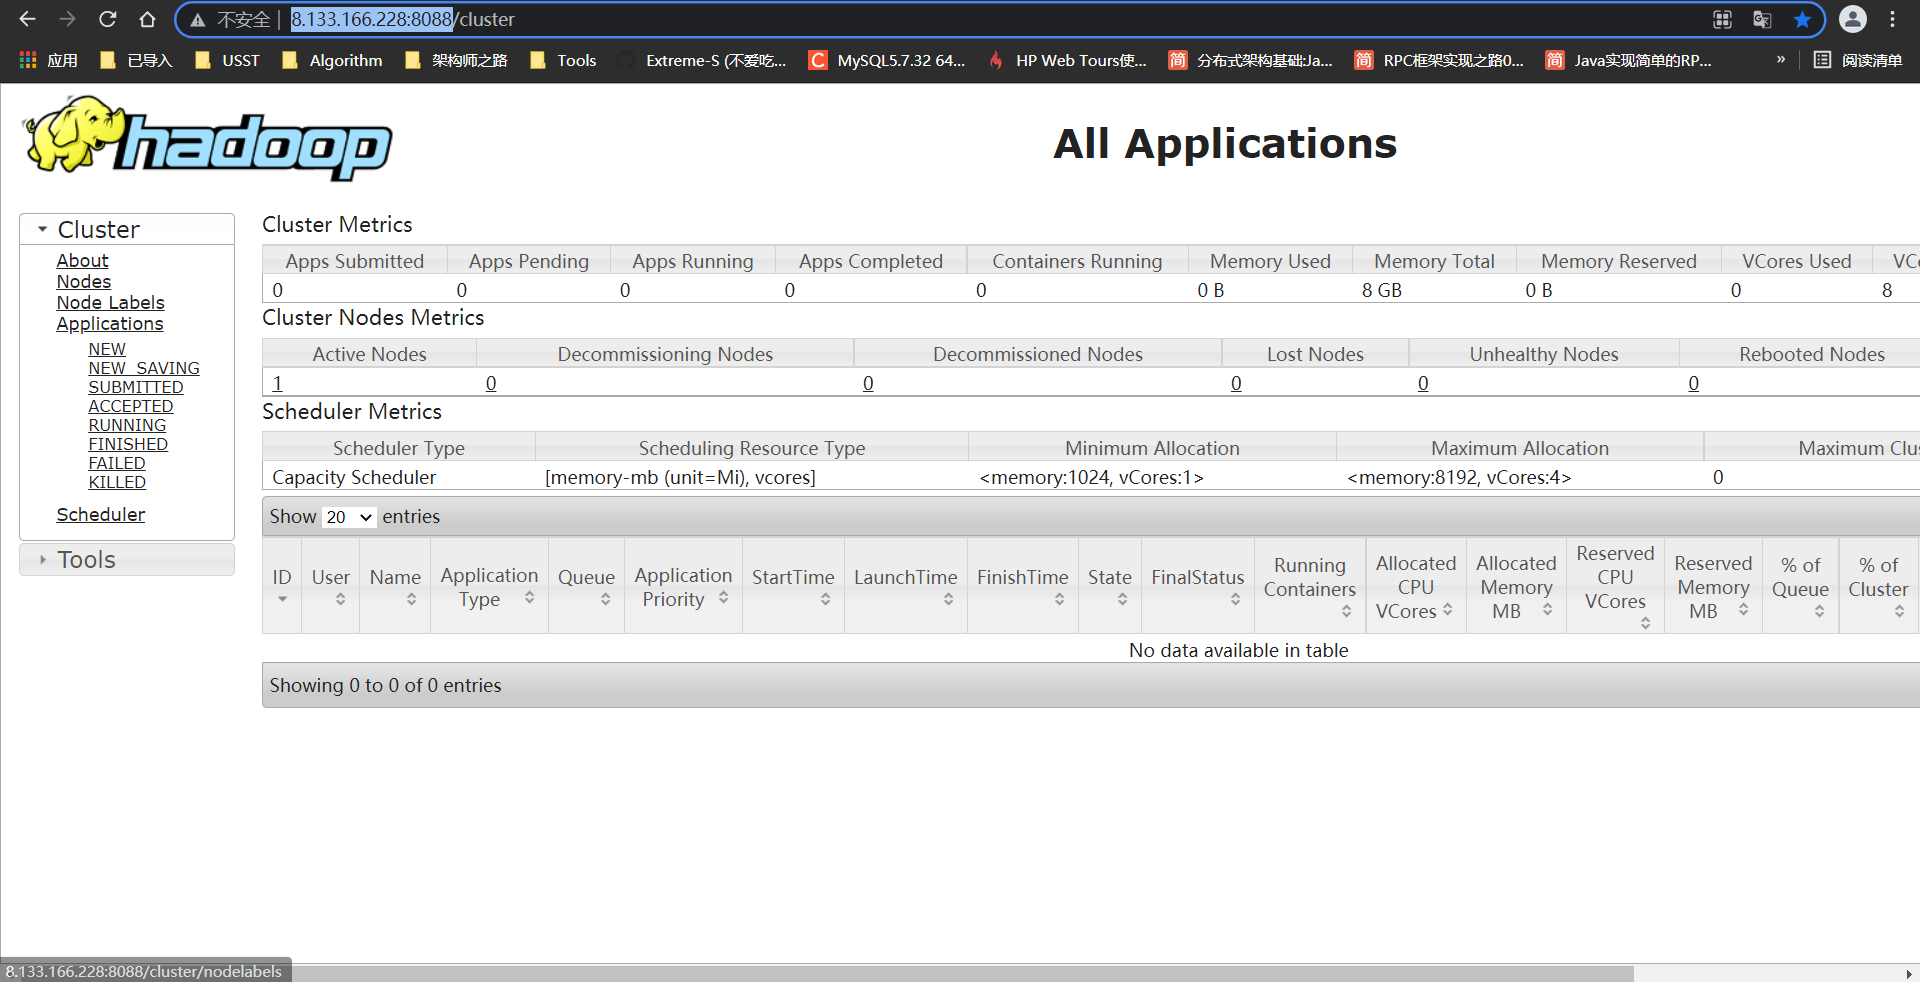 不安全 | 8.133.166.228:8088/cluster
应用 已导入 USST Algorithm 架构师之路 Tools Extreme-S (不爱吃... MySQL5.7.32 64... HP Web Tours使... 分布式架构基础:Ja... RPC框架实现之路0... Java实现简单的RP... » 阅读清单
hadoop
All Applications
Cluster
About
Nodes
Node Labels
Applications
NEW
NEW_SAVING
SUBMITTED
ACCEPTED
RUNNING
FINISHED
FAILED
KILLED
Scheduler
Tools
Cluster Metrics
Apps Submitted Apps Pending Apps Running Apps Completed Containers Running Memory Used Memory Total Memory Reserved VCores Used VC
0 0 0 0 0 0 B 8 GB 0 B 0 8
Cluster Nodes Metrics
Active Nodes Decommissioning Nodes Decommissioned Nodes Lost Nodes Unhealthy Nodes Rebooted Nodes
1 0 0 0 0 0
Scheduler Metrics
Scheduler Type Scheduling Resource Type Minimum Allocation Maximum Allocation Maximum Clu
Capacity Scheduler [memory-mb (unit=Mi), vcores] <memory:1024, vCores:1> <memory:8192, vCores:4> 0
Show 20 entries
ID User Name Application Type Queue Application Priority StartTime LaunchTime FinishTime State FinalStatus Running Containers Allocated CPU VCores Allocated Memory MB Reserved CPU VCores Reserved Memory MB % of Queue % of Cluster
No data available in table
Showing 0 to 0 of 0 entries
8.133.166.228:8088/cluster/nodelabels